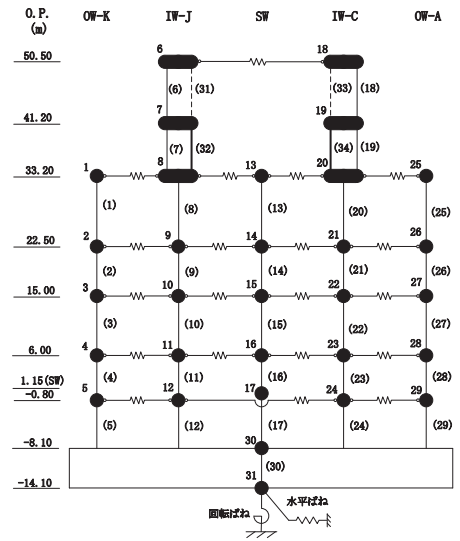 O.P.
(m)
OW-K IW-J SW IW-C OW-A
50.50
6 18
(6) (31) (33) (18)
41.20
7 19
(7) (32) (34) (19)
33.20
1 8 13 20 25
(1) (8) (13) (20) (25)
22.50
2 9 14 21 26
(2) (9) (14) (21) (26)
15.00
3 10 15 22 27
(3) (10) (15) (22) (27)
6.00
4 11 16 23 28
(4) (11) (16) (23) (28)
1.15(SW)
-0.80
5 12 17 24 29
(5) (12) (17) (24) (29)
-8.10
30
(30)
-14.10
31
回転ばね
水平ばね